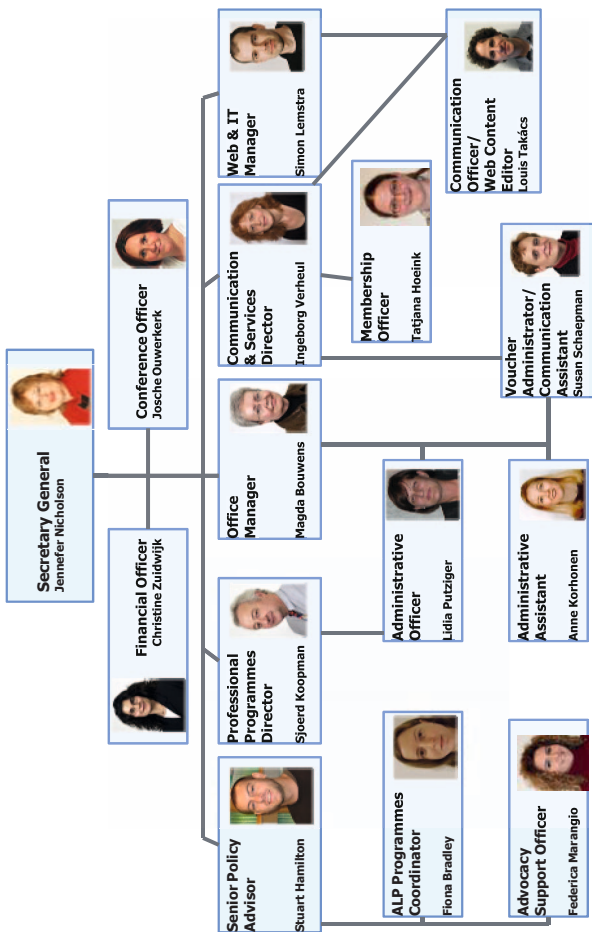 Secretary General
Jennefer Nicholson
Financial Officer
Christine Zuidwijk
Conference Officer
Josche Ouwerkerk
Senior Policy
Advisor
Stuart Hamilton
Professional
Programmes
Director
Sjoerd Koopman
Office
Manager
Magda Bouwens
Communication
& Services
Director
Ingeborg Verheul
Web & IT
Manager
Simon Lemstra
ALP Programmes
Coordinator
Fiona Bradley
Administrative
Officer
Lidia Putziger
Membership
Officer
Tatjana Hoeink
Communication
Officer/
Web Content
Editor
Louis Takács
Advocacy
Support Officer
Federica Marangio
Administrative
Assistant
Anne Korhonen
Voucher
Administrator/
Communication
Assistant
Susan Schaepman